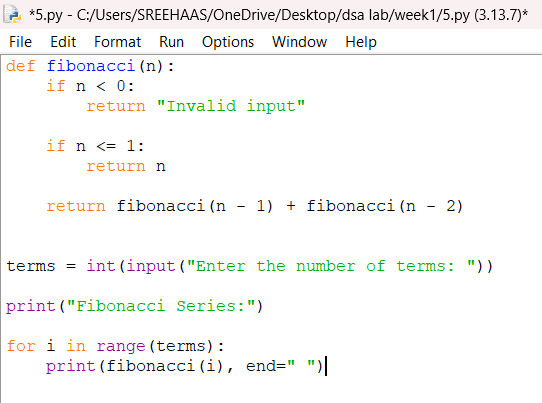 *5.py - C:/Users/SREEHAAS/OneDrive/Desktop/dsa lab/week1/5.py (3.13.7)*
File Edit Format Run Options Window Help
def fibonacci(n):
    if n < 0:
        return "Invalid input"
    if n <= 1:
        return n
    return fibonacci(n - 1) + fibonacci(n - 2)
terms = int(input("Enter the number of terms: "))
print("Fibonacci Series:")
for i in range(terms):
    print(fibonacci(i), end=" ")